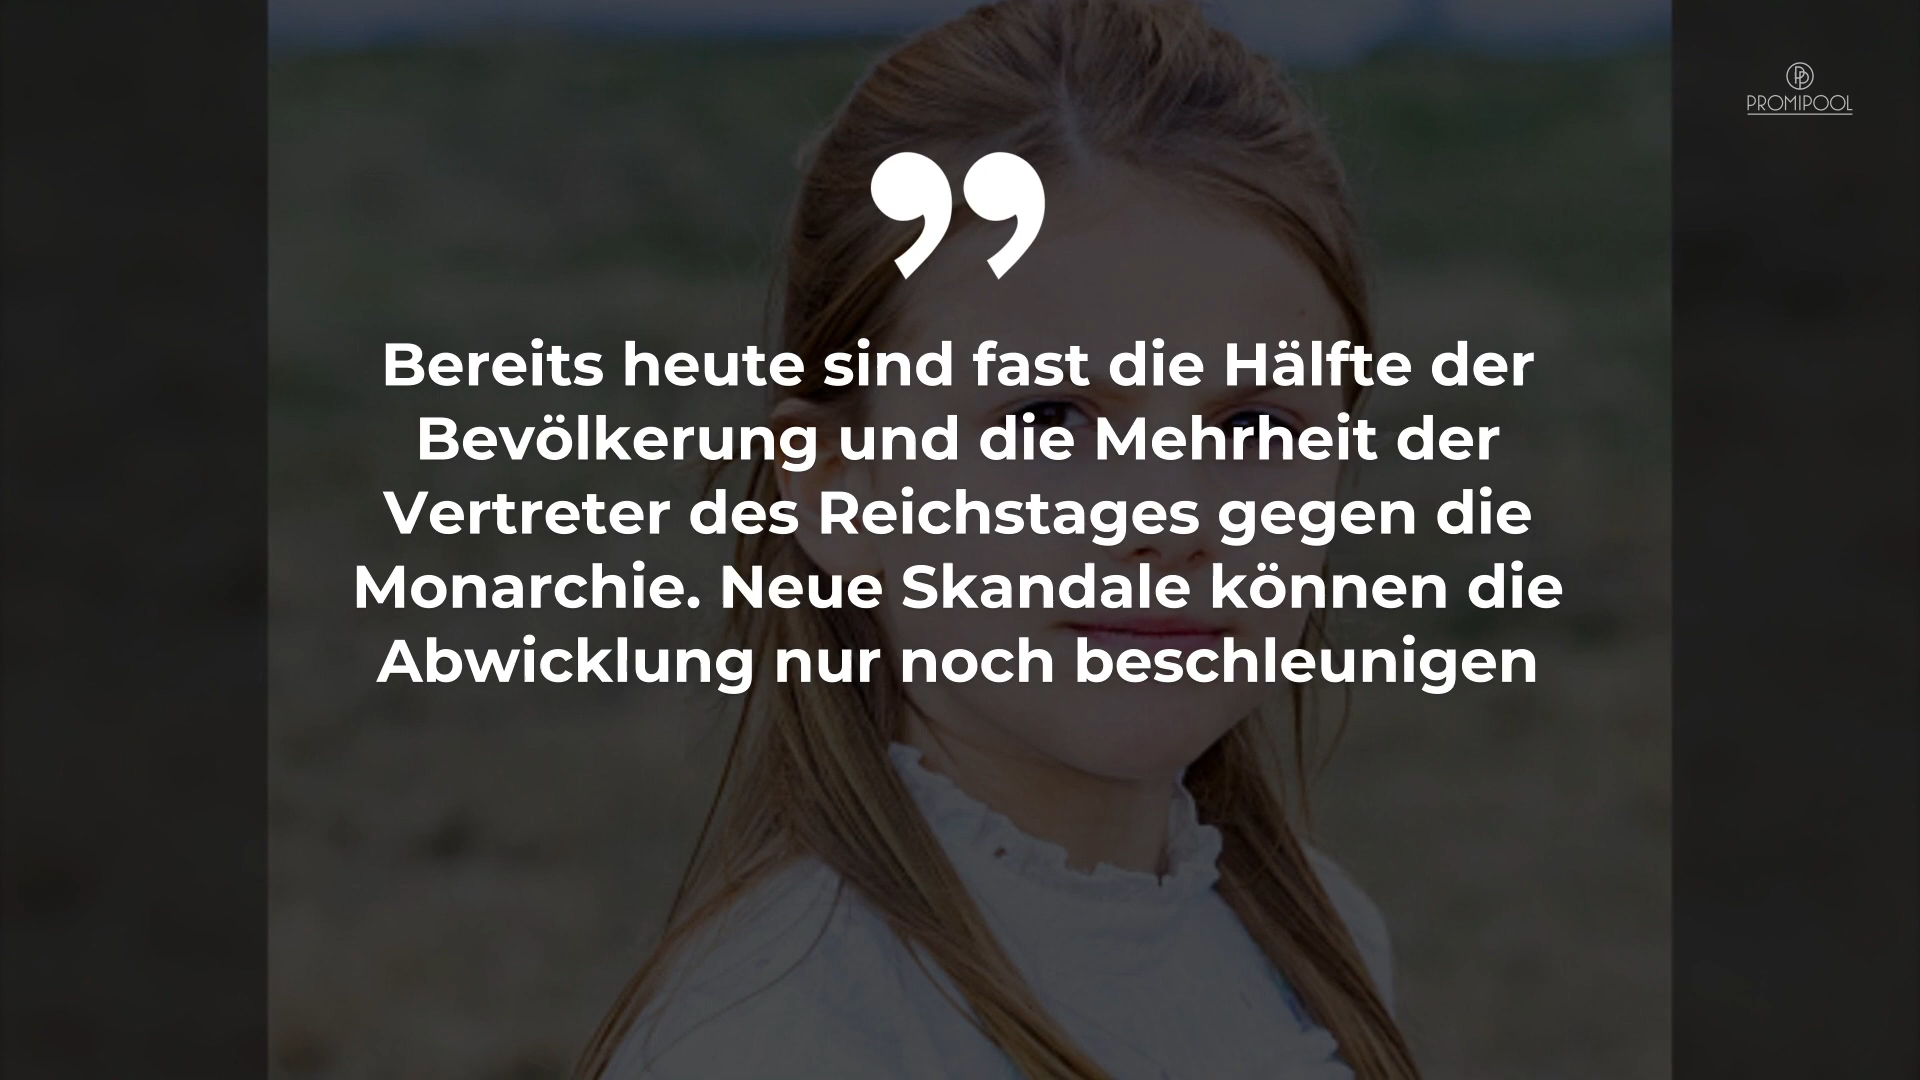 PROMIPOOL
”
Bereits heute sind fast die Hälfte der
Bevölkerung und die Mehrheit der
Vertreter des Reichstages gegen die
Monarchie. Neue Skandale können die
Abwicklung nur noch beschleunigen